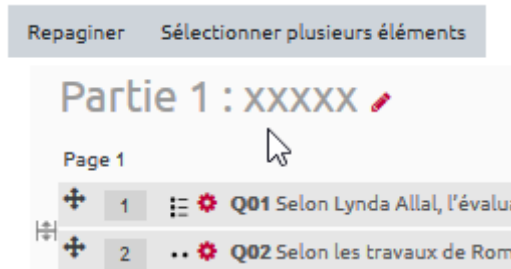 Repaginer Sélectionner plusieurs éléments
Partie 1 : xxxxx
Page 1
1 Q01 Selon Lynda Allal, l'évalua
2 Q02 Selon les travaux de Rom